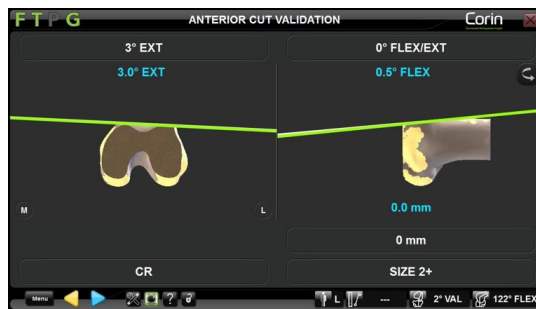 FTPG
ANTERIOR CUT VALIDATION
Corin
3° EXT
0° FLEX/EXT
3.0° EXT
0.5° FLEX
M
L
0.0 mm
0 mm
CR
SIZE 2+
Menu
?
L
---
2° VAL
122° FLEX